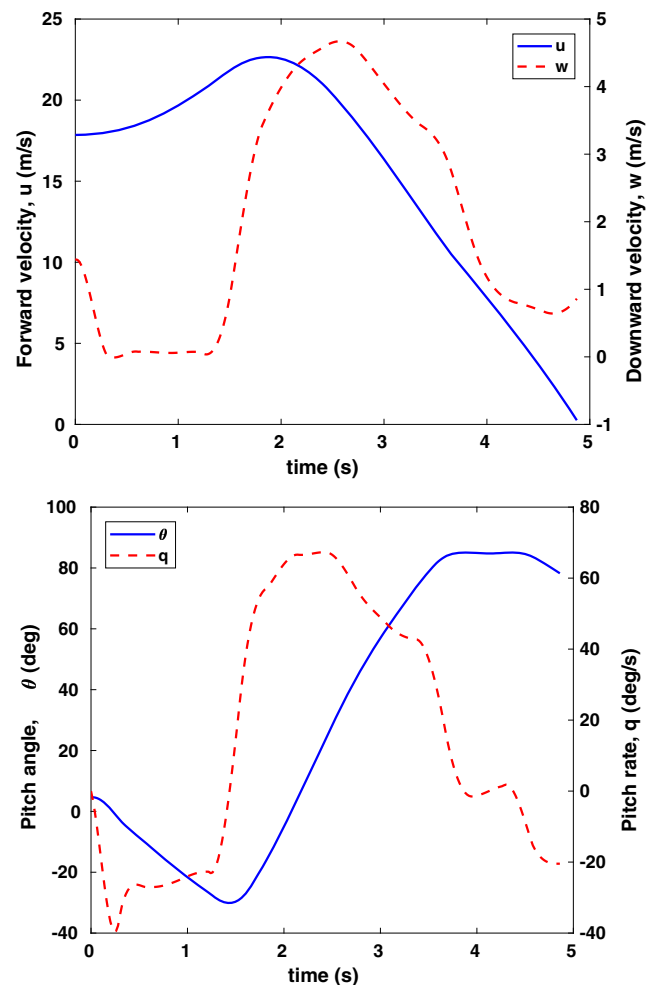 25
20
15
10
5
0
Forward velocity, u (m/s)
u
w
5
4
3
2
1
0
-1
Downward velocity, w (m/s)
0 1 2 3 4 5
time (s)
100
80
60
40
20
0
-20
-40
Pitch angle, θ (deg)
θ
q
80
60
40
20
0
-20
-40
Pitch rate, q (deg/s)
0 1 2 3 4 5
time (s)